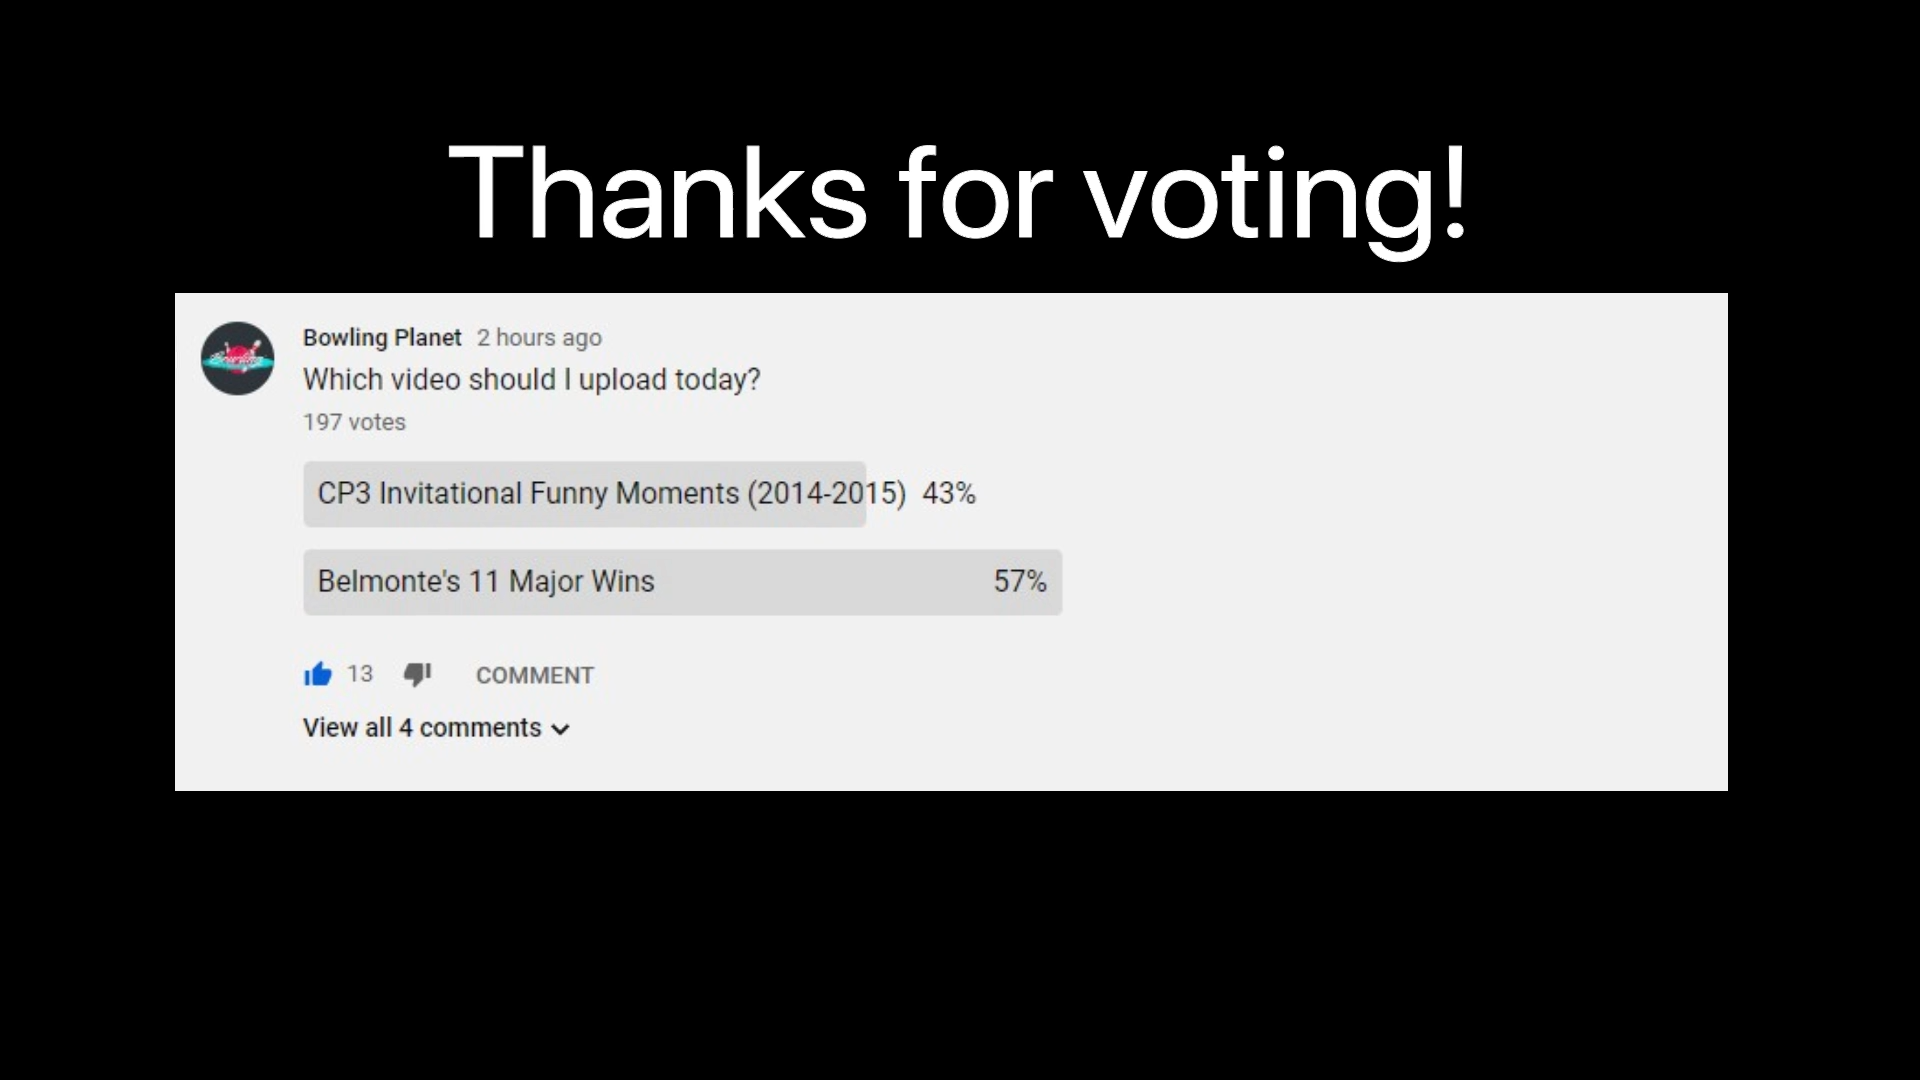 Thanks for voting!
Bowling Planet 2 hours ago
Which video should I upload today?
197 votes
CP3 Invitational Funny Moments (2014-2015) 43%
Belmonte's 11 Major Wins 57%
13 COMMENT
View all 4 comments